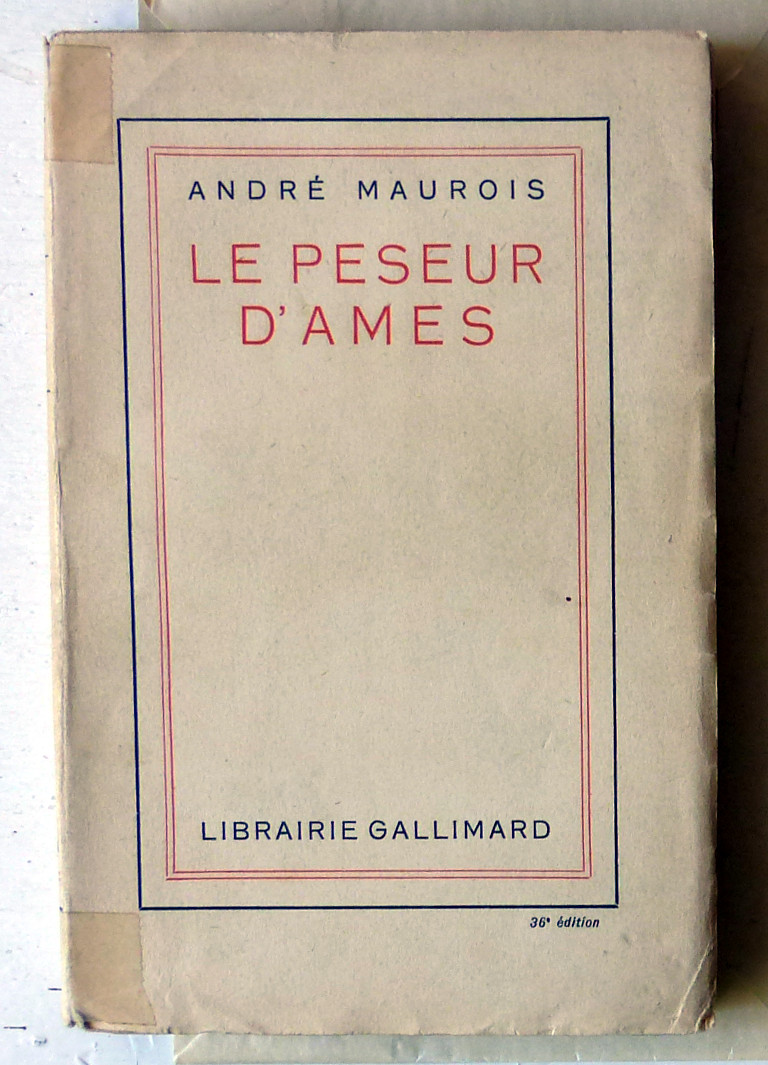 ANDRÉ MAUROIS
LE PESEUR
D'AMES
LIBRAIRIE GALLIMARD
36e édition